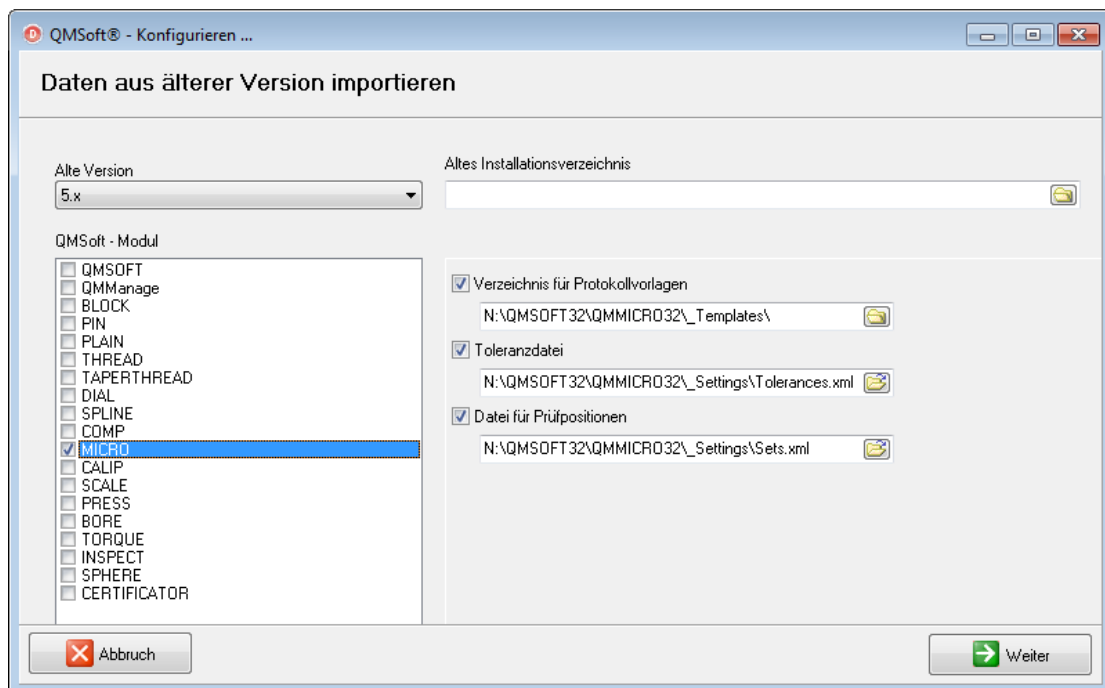 QMSoft® - Konfigurieren ...
Daten aus älterer Version importieren
Alte Version
5.x
Altes Installationsverzeichnis
QMSoft - Modul
QMSOFT
QMManage
BLOCK
PIN
PLAIN
THREAD
TAPERTHREAD
DIAL
SPLINE
COMP
MICRO
CALIP
SCALE
PRESS
BORE
TORQUE
INSPECT
SPHERE
CERTIFICATOR
Verzeichnis für Protokollvorlagen
N:\QMSOFT32\QMMICRO32\_Templates\
Toleranzdatei
N:\QMSOFT32\QMMICRO32\_Settings\Tolerances.xml
Datei für Prüfpositionen
N:\QMSOFT32\QMMICRO32\_Settings\Sets.xml
Abbruch
Weiter